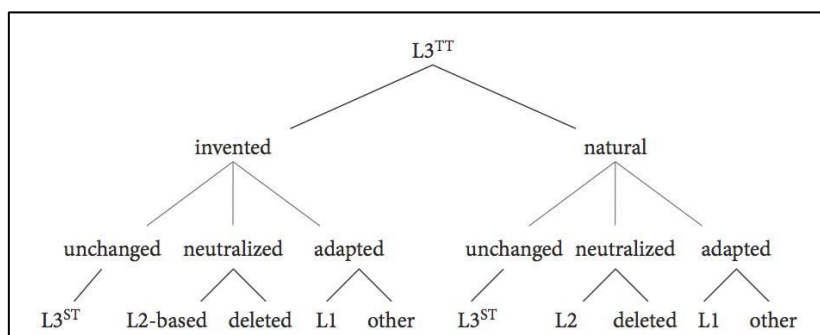 L3ᵀᵀ
invented natural
unchanged neutralized adapted unchanged neutralized adapted
L3ˢᵀ L2-based deleted L1 other L3ˢᵀ L2 deleted L1 other